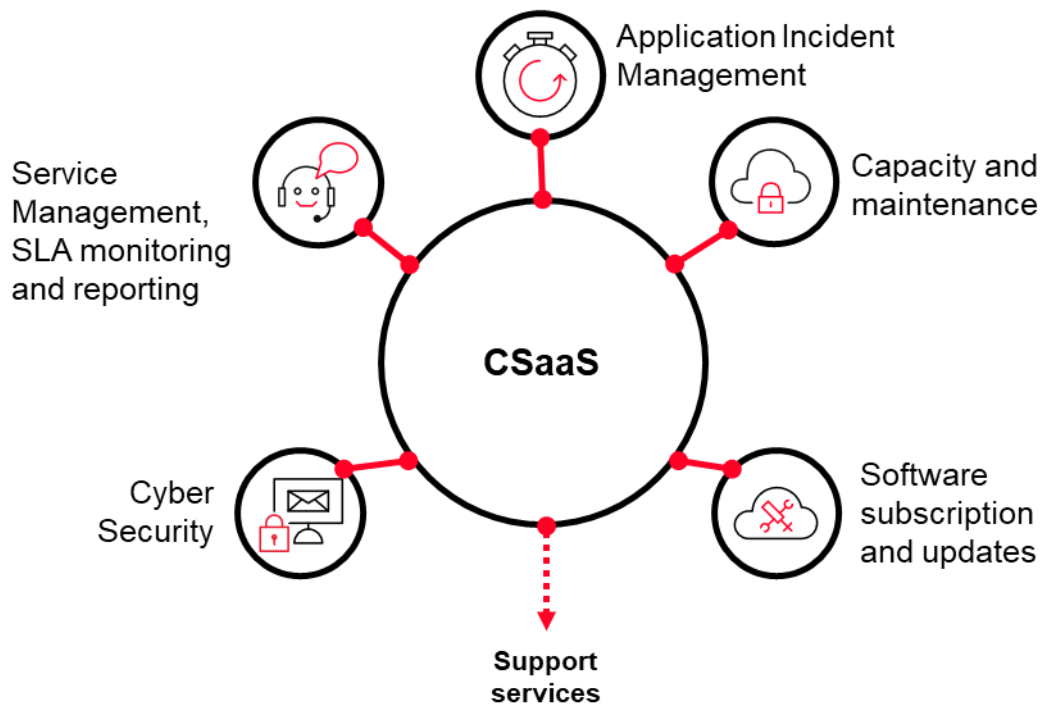 Application Incident
Management
Capacity and
maintenance
Service
Management,
SLA monitoring
and reporting
CSaaS
Cyber
Security
Software
subscription
and updates
Support
services